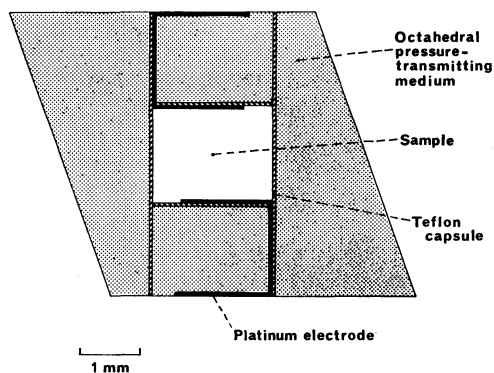 Octahedral
pressure-
transmitting
medium
Sample
Teflon
capsule
Platinum electrode
1 mm